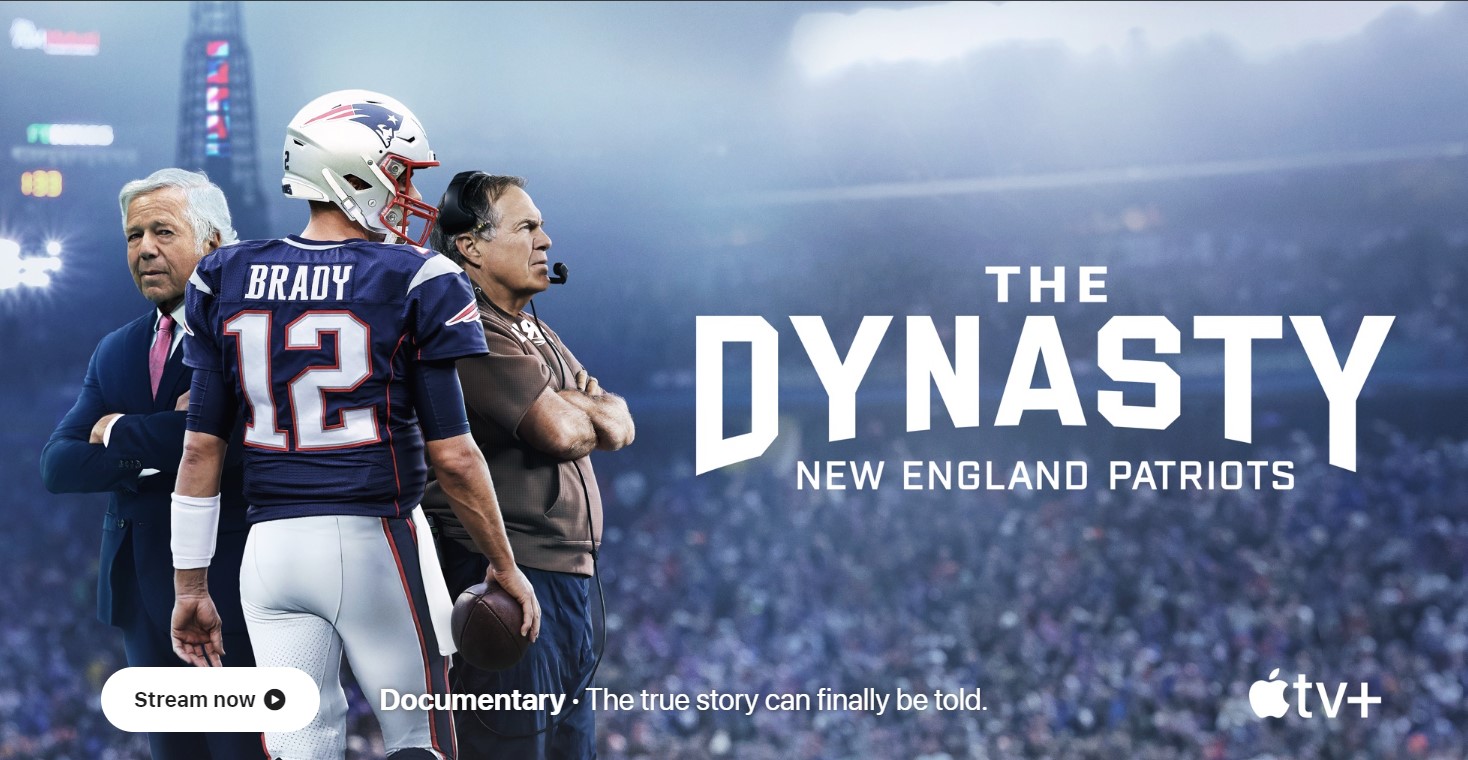 BRADY
12
THE
DYNASTY
NEW ENGLAND PATRIOTS
Stream now
Documentary · The true story can finally be told.
tv+